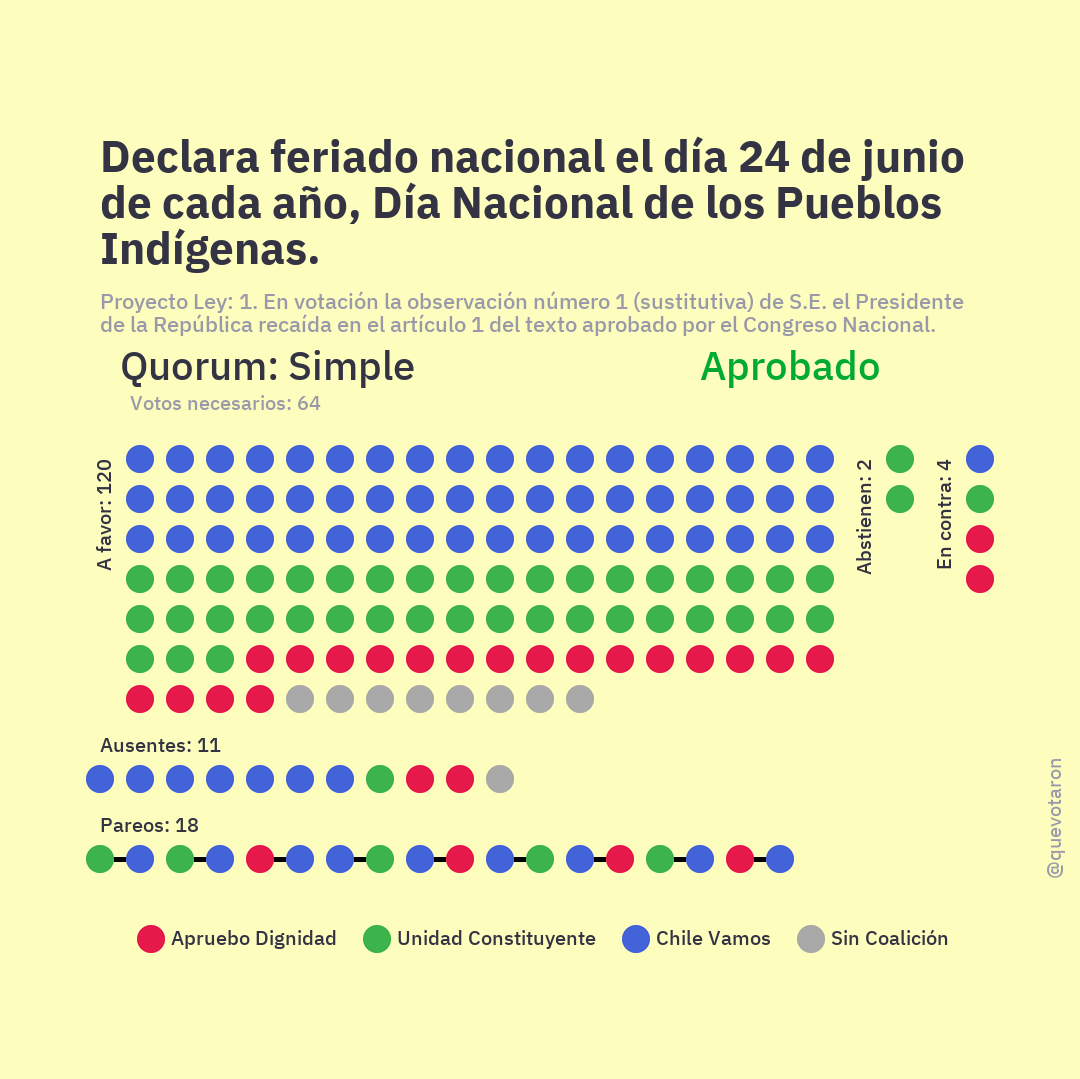 Declara feriado nacional el día 24 de junio
de cada año, Día Nacional de los Pueblos
Indígenas.
Proyecto Ley: 1. En votación la observación número 1 (sustitutiva) de S.E. el Presidente
de la República recaída en el artículo 1 del texto aprobado por el Congreso Nacional.
Quorum: Simple
Aprobado
Votos necesarios: 64
A favor: 120
Abstienen: 2
En contra: 4
Ausentes: 11
Pareos: 18
@quevotaron
Apruebo Dignidad
Unidad Constituyente
Chile Vamos
Sin Coalición